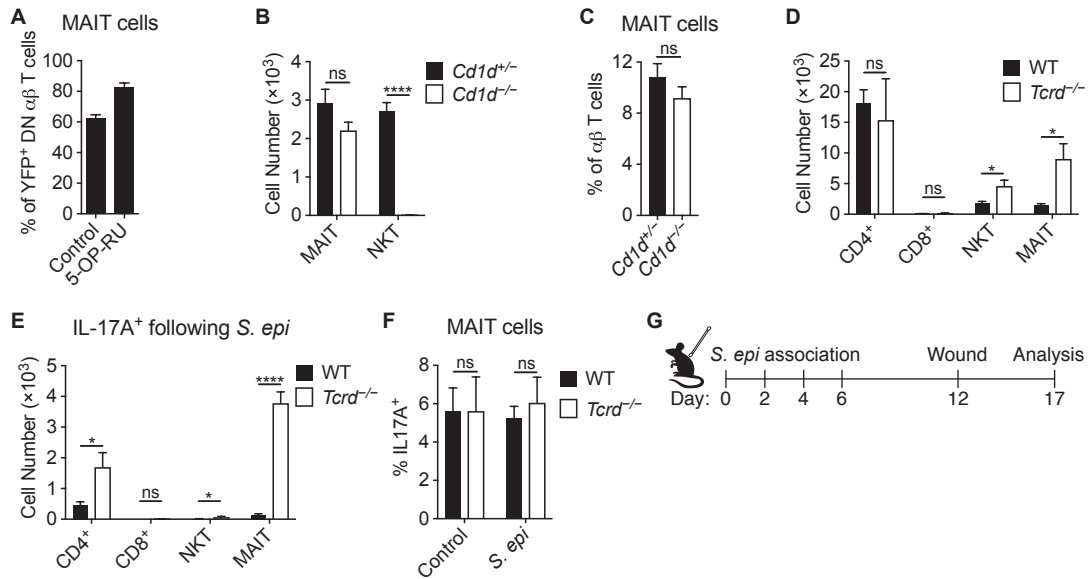 A
MAIT cells
% of YFP+ DN αβ T cells
100
80
60
40
20
0
Control
5-OP-RU
B
Cell Number (×10³)
4
3
2
1
0
ns
****
MAIT
NKT
Cd1d+/–
Cd1d–/–
C
MAIT cells
% of αβ T cells
12
8
4
0
ns
Cd1d+/–
Cd1d–/–
D
Cell Number (×10³)
25
20
15
10
5
0
ns
ns
*
*
CD4+
CD8+
NKT
MAIT
WT
Tcrd–/–
E
IL-17A+ following S. epi
Cell Number (×10³)
5
4
3
2
1
0
*
ns
*
****
CD4+
CD8+
NKT
MAIT
WT
Tcrd–/–
F
MAIT cells
% IL17A+
8
6
4
2
0
ns
ns
Control
S. epi
WT
Tcrd–/–
G
S. epi association Wound Analysis
Day: 0 2 4 6 12 17